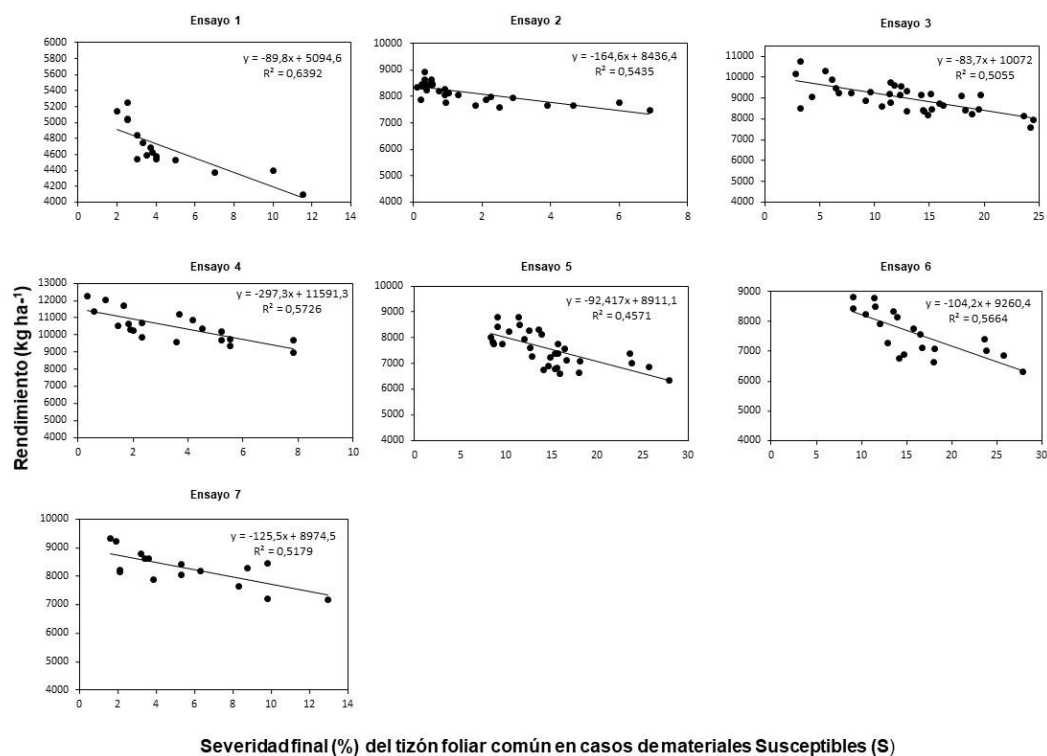 Ensayo 1
y = -89,8x + 5094,6
R² = 0,6392
6000
5800
5600
5400
5200
5000
4800
4600
4400
4200
4000
0 2 4 6 8 10 12 14
Ensayo 2
y = -164,6x + 8436,4
R² = 0,5435
10000
9000
8000
7000
6000
5000
4000
0 2 4 6 8
Ensayo 3
y = -83,7x + 10072
R² = 0,5055
11000
10000
9000
8000
7000
6000
5000
4000
0 5 10 15 20 25
Ensayo 4
y = -297,3x + 11591,3
R² = 0,5726
13000
12000
11000
10000
9000
8000
7000
6000
5000
4000
0 2 4 6 8 10
Ensayo 5
y = -92,417x + 8911,1
R² = 0,4571
10000
9000
8000
7000
6000
5000
4000
0 5 10 15 20 25 30
Ensayo 6
y = -104,2x + 9260,4
R² = 0,5664
9000
8000
7000
6000
5000
4000
0 5 10 15 20 25 30
Ensayo 7
y = -125,5x + 8974,5
R² = 0,5179
10000
9000
8000
7000
6000
5000
4000
0 2 4 6 8 10 12 14
Rendimiento (kg ha⁻¹)
Severidad final (%) del tizón foliar común en casos de materiales Susceptibles (S)